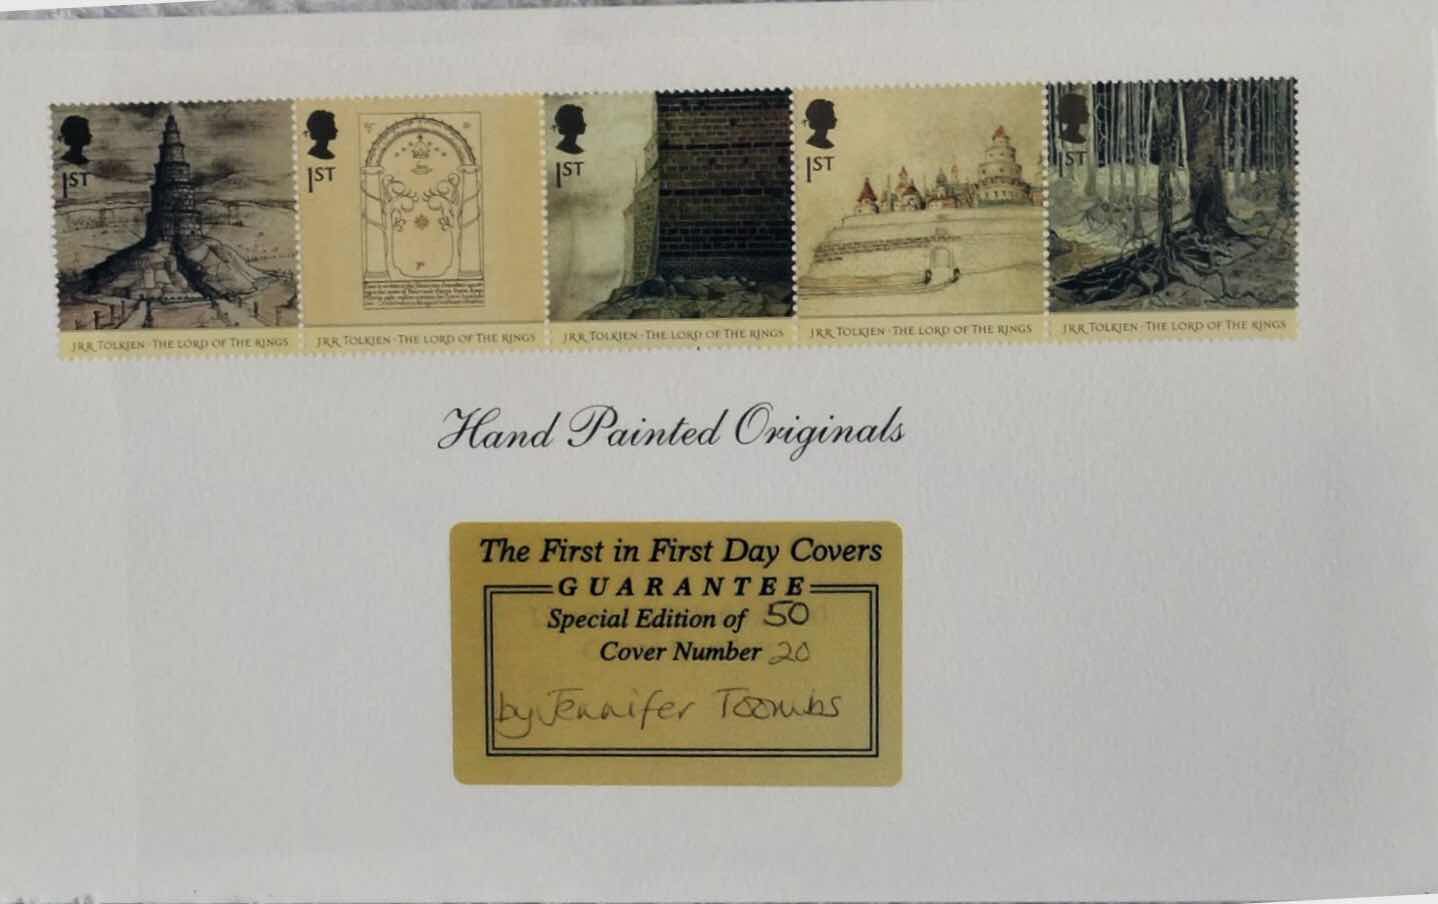 1ST 1ST 1ST 1ST 1ST
JRR TOLKIEN · THE LORD OF THE RINGS JRR TOLKIEN · THE LORD OF THE RINGS JRR TOLKIEN · THE LORD OF THE RINGS JRR TOLKIEN · THE LORD OF THE RINGS JRR TOLKIEN · THE LORD OF THE RINGS
Hand Painted Originals
The First in First Day Covers
GUARANTEE
Special Edition of 50
Cover Number 20
by Jennifer Toombs